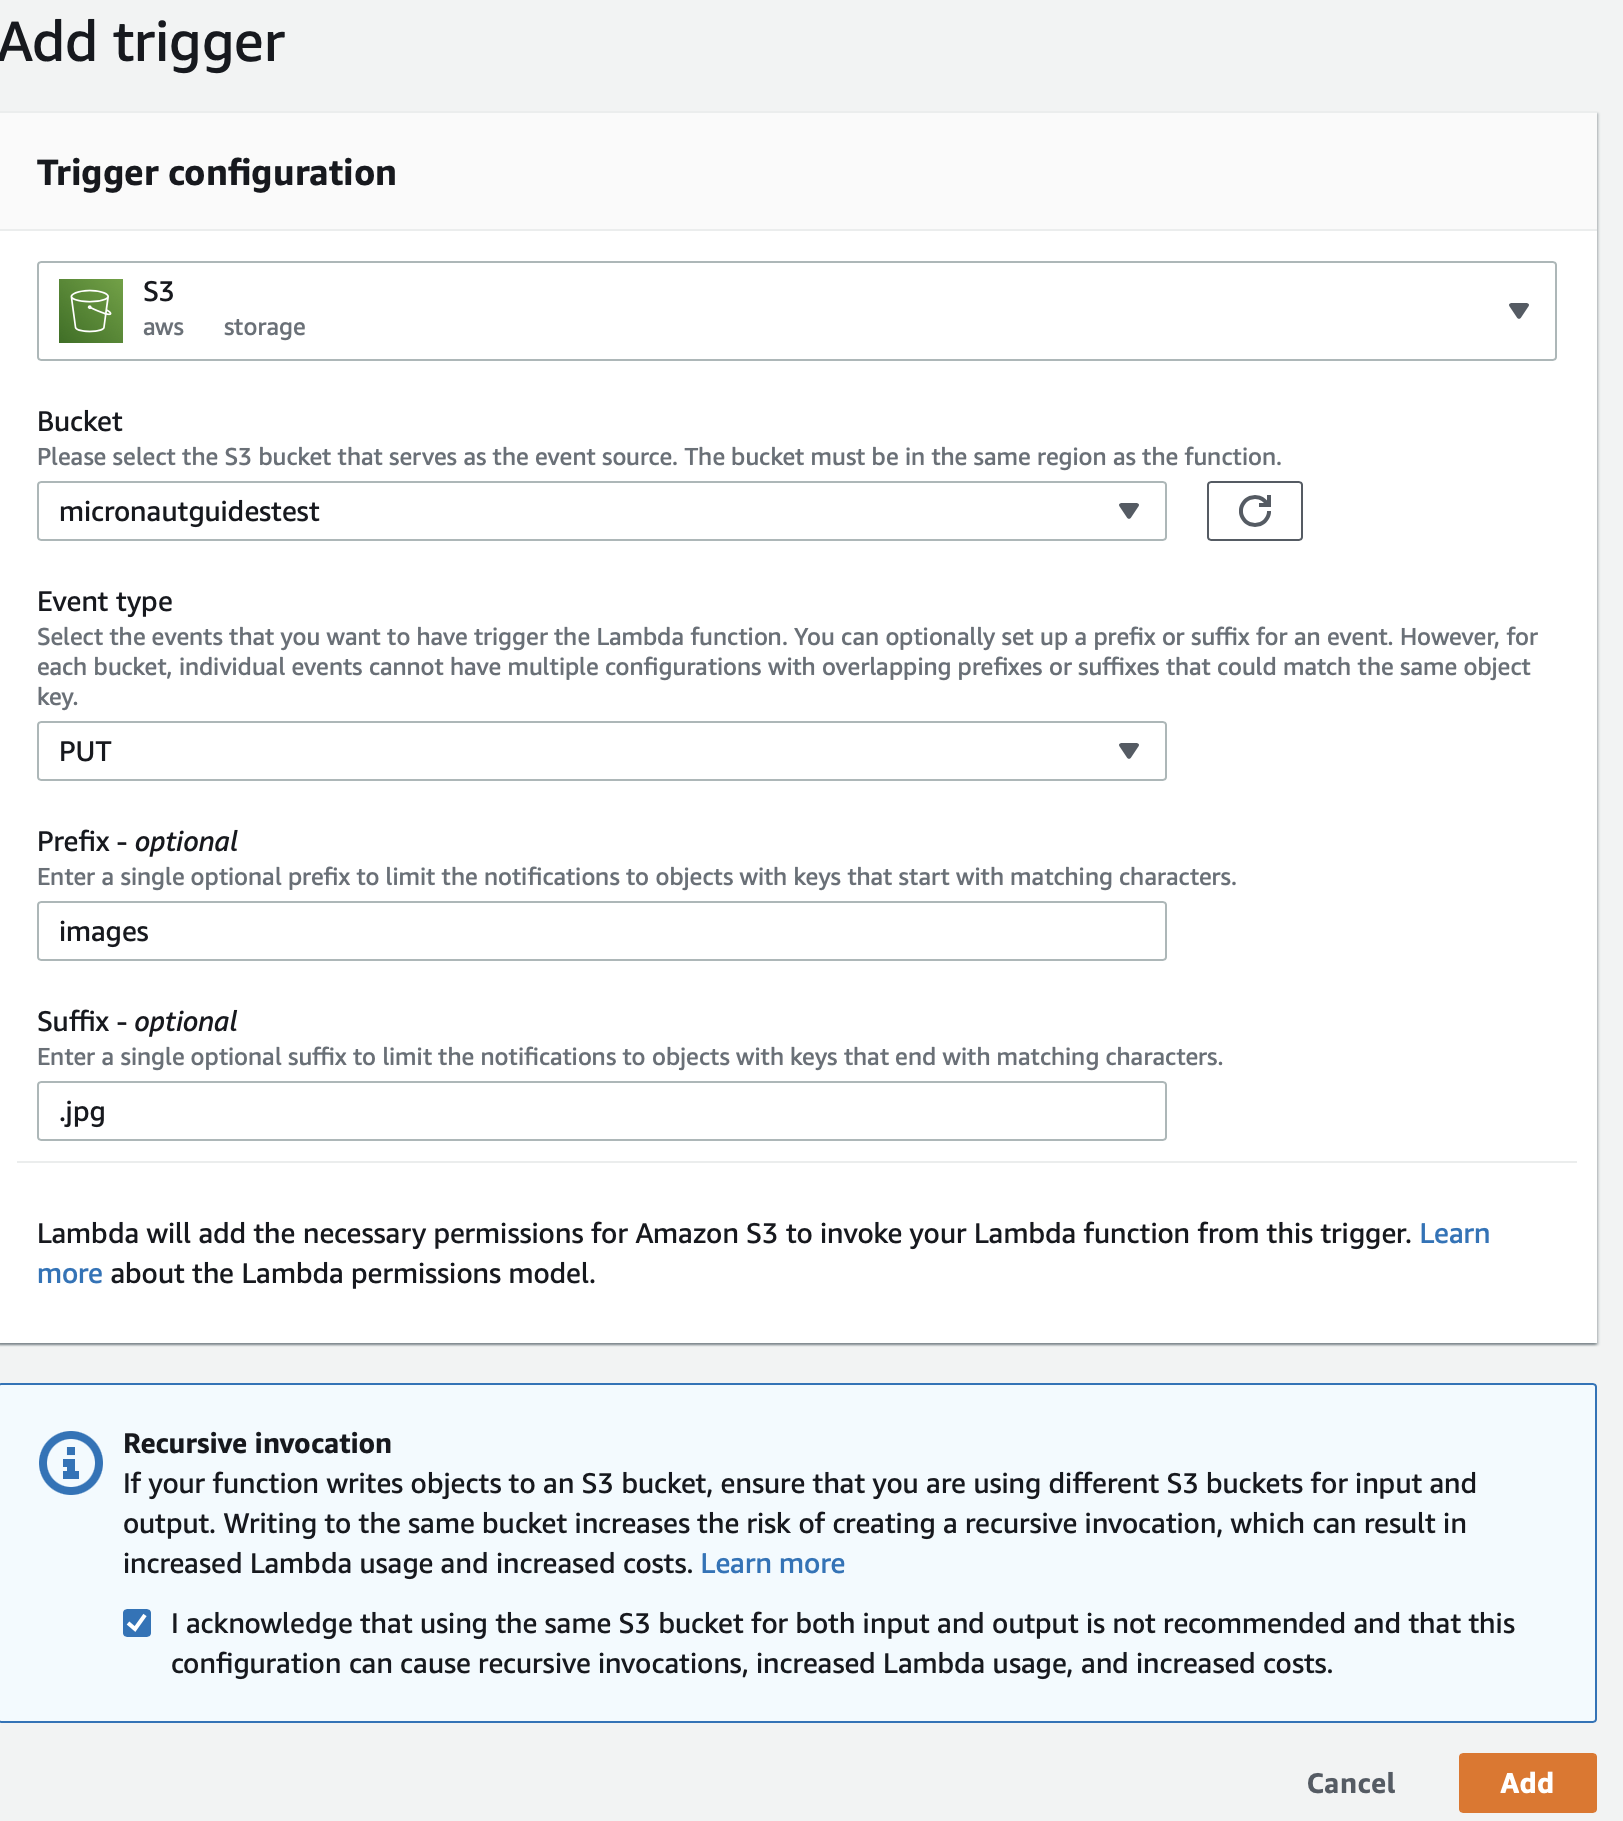 Add trigger
Trigger configuration
S3
aws storage
Bucket
Please select the S3 bucket that serves as the event source. The bucket must be in the same region as the function.
micronautguidestest
Event type
Select the events that you want to have trigger the Lambda function. You can optionally set up a prefix or suffix for an event. However, for
each bucket, individual events cannot have multiple configurations with overlapping prefixes or suffixes that could match the same object
key.
PUT
Prefix - optional
Enter a single optional prefix to limit the notifications to objects with keys that start with matching characters.
images
Suffix - optional
Enter a single optional suffix to limit the notifications to objects with keys that end with matching characters.
.jpg
Lambda will add the necessary permissions for Amazon S3 to invoke your Lambda function from this trigger. Learn
more about the Lambda permissions model.
Recursive invocation
If your function writes objects to an S3 bucket, ensure that you are using different S3 buckets for input and
output. Writing to the same bucket increases the risk of creating a recursive invocation, which can result in
increased Lambda usage and increased costs. Learn more
I acknowledge that using the same S3 bucket for both input and output is not recommended and that this
configuration can cause recursive invocations, increased Lambda usage, and increased costs.
Cancel Add